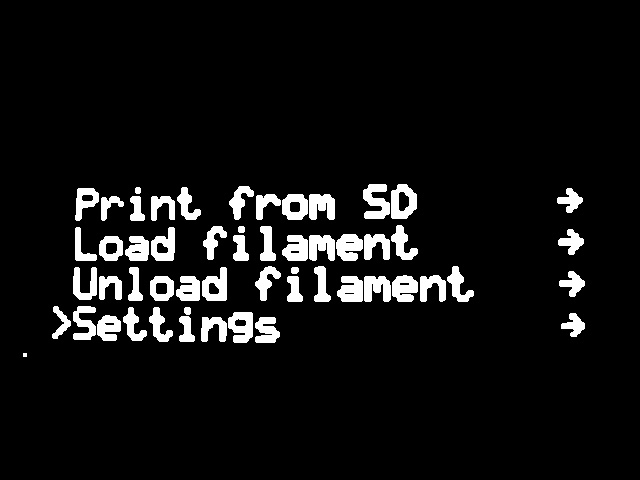 Print from SD →
Load filament →
Unload filament →
>Settings →